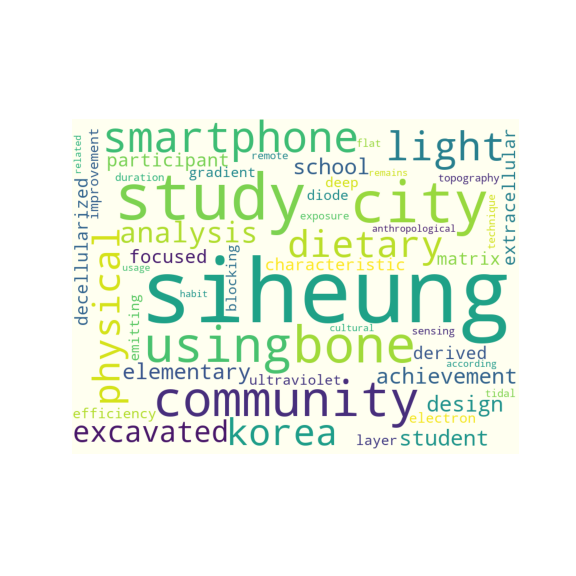 smartphone
flat
light
related
improvement
participant
remote
school
extracellular
duration
gradient
deep
remains
topography
study
diode
city
decellularized
exposure
technique
analysis
anthropological
dietary
physical
focused
blocking
characteristic
matrix
usage
siheung
habit
emitting
cultural
sensing
using
bone
derived
elementary
ultraviolet
according
achievement
community
tidal
design
efficiency
electron
excavated
korea
layer
student